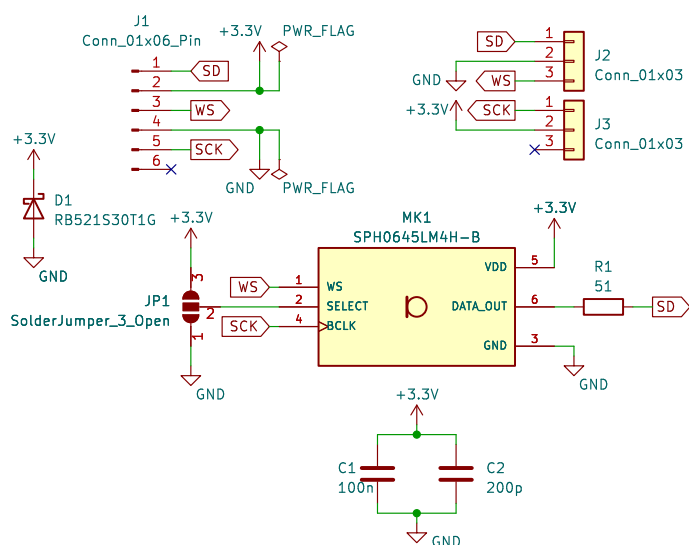 J1
Conn_01x06_Pin
+3.3V
PWR_FLAG
1
SD
2
3
WS
4
5
SCK
6
GND
PWR_FLAG
SD
1
2
3
GND
WS
J2
Conn_01x03
+3.3V
SCK
1
2
3
J3
Conn_01x03
+3.3V
D1
RB521S30T1G
GND
+3.3V
3
JP1
2
SolderJumper_3_Open
1
GND
MK1
SPH0645LM4H-B
WS
1
WS
2
SELECT
SCK
4
BCLK
VDD
5
+3.3V
DATA_OUT
6
R1
51
SD
GND
3
GND
+3.3V
C1
100n
C2
200p
GND